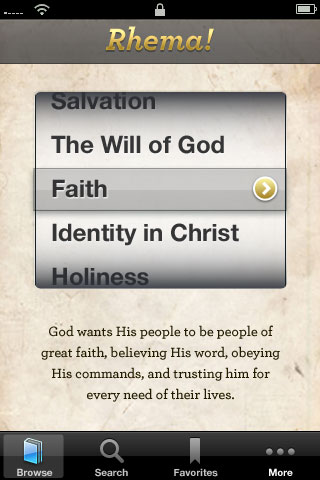 Rhema!
Salvation
The Will of God
Faith
Identity in Christ
Holiness
God wants His people to be people of
great faith, believing His word, obeying
His commands, and trusting him for
every need of their lives.
Browse Search Favorites More